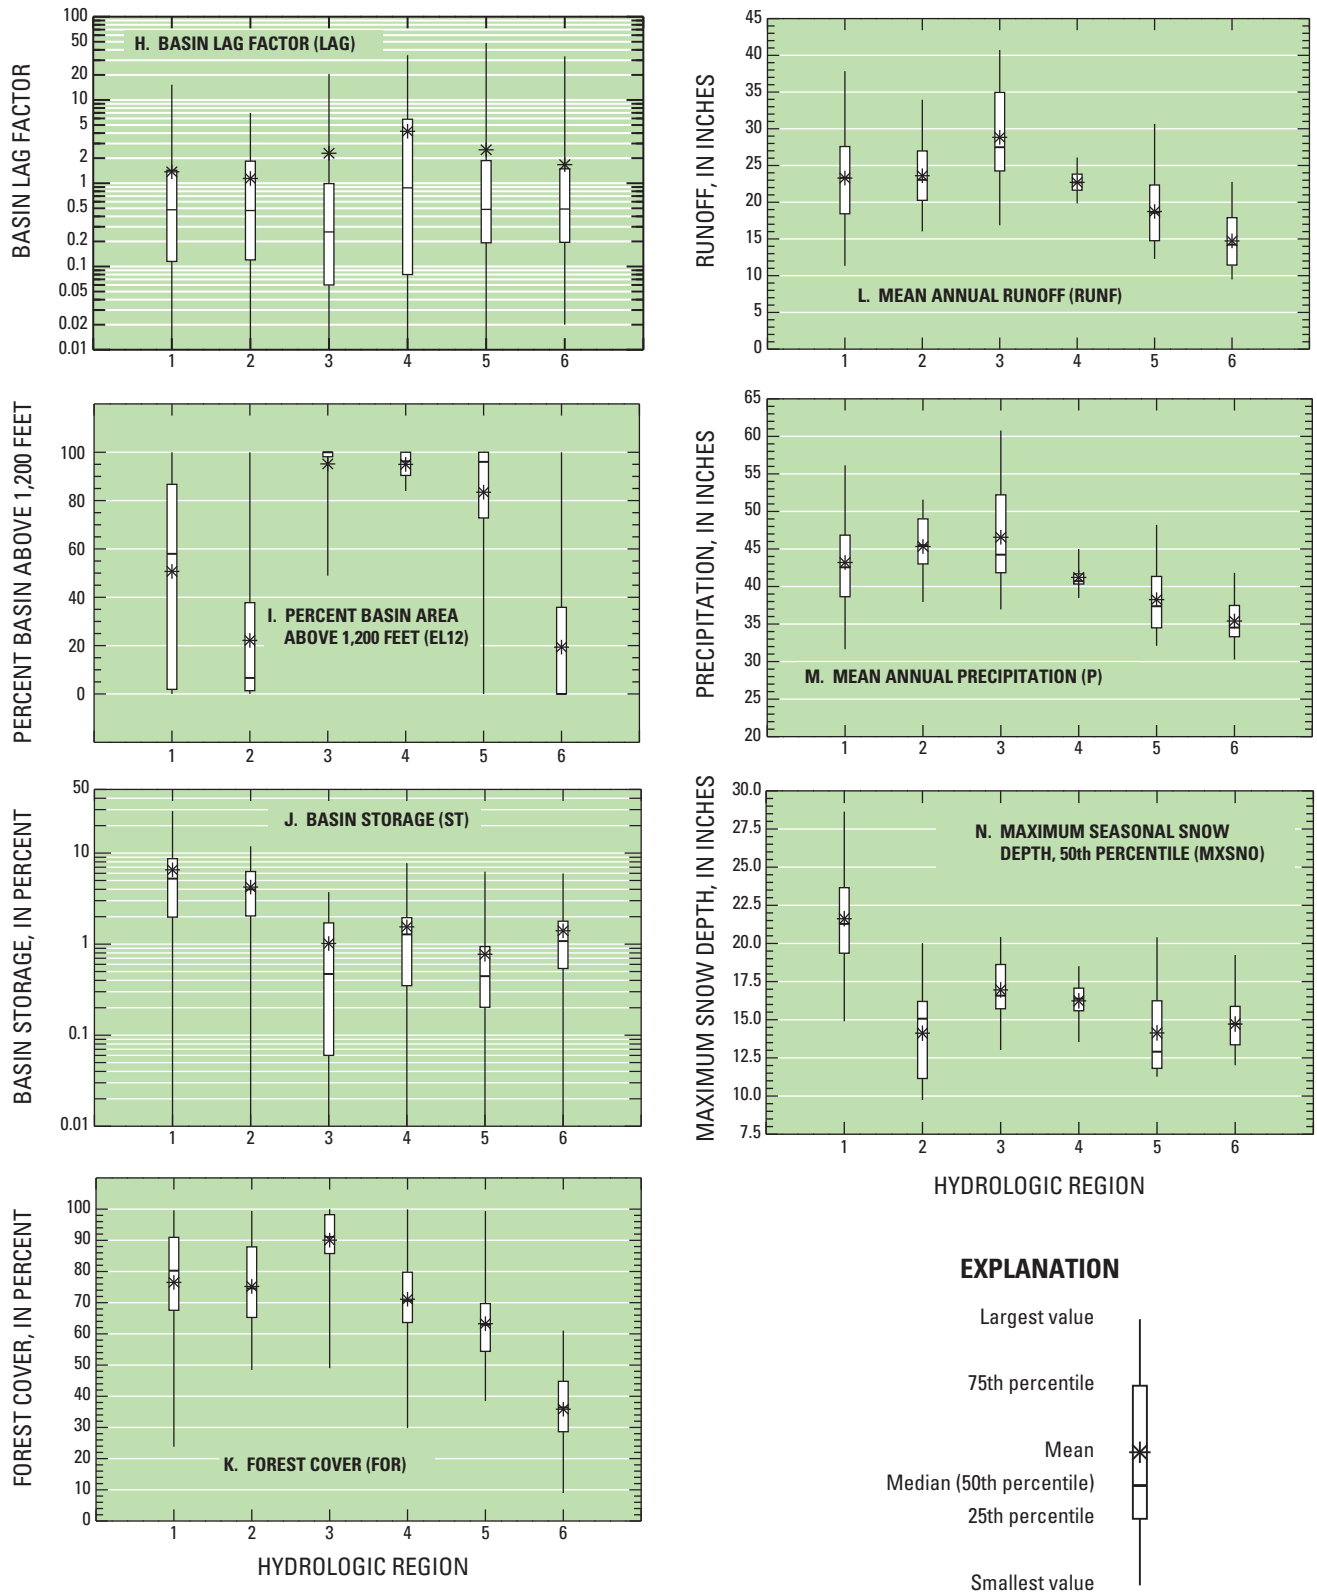 BASIN LAG FACTOR
100
50
20
10
5
2
1
0.5
0.2
0.1
0.05
0.02
0.01
H. BASIN LAG FACTOR (LAG)
1 2 3 4 5 6
PERCENT BASIN ABOVE 1,200 FEET
100
80
60
40
20
0
I. PERCENT BASIN AREA
ABOVE 1,200 FEET (EL12)
1 2 3 4 5 6
BASIN STORAGE, IN PERCENT
50
10
1
0.1
0.01
J. BASIN STORAGE (ST)
1 2 3 4 5 6
FOREST COVER, IN PERCENT
100
90
80
70
60
50
40
30
20
10
0
K. FOREST COVER (FOR)
1 2 3 4 5 6
HYDROLOGIC REGION
RUNOFF, IN INCHES
45
40
35
30
25
20
15
10
5
0
L. MEAN ANNUAL RUNOFF (RUNF)
1 2 3 4 5 6
PRECIPITATION, IN INCHES
65
60
55
50
45
40
35
30
25
20
M. MEAN ANNUAL PRECIPITATION (P)
1 2 3 4 5 6
MAXIMUM SNOW DEPTH, IN INCHES
30.0
27.5
25.0
22.5
20.0
17.5
15.0
12.5
10.0
7.5
N. MAXIMUM SEASONAL SNOW
DEPTH, 50th PERCENTILE (MXSNO)
1 2 3 4 5 6
HYDROLOGIC REGION
EXPLANATION
Largest value
75th percentile
Mean
Median (50th percentile)
25th percentile
Smallest value